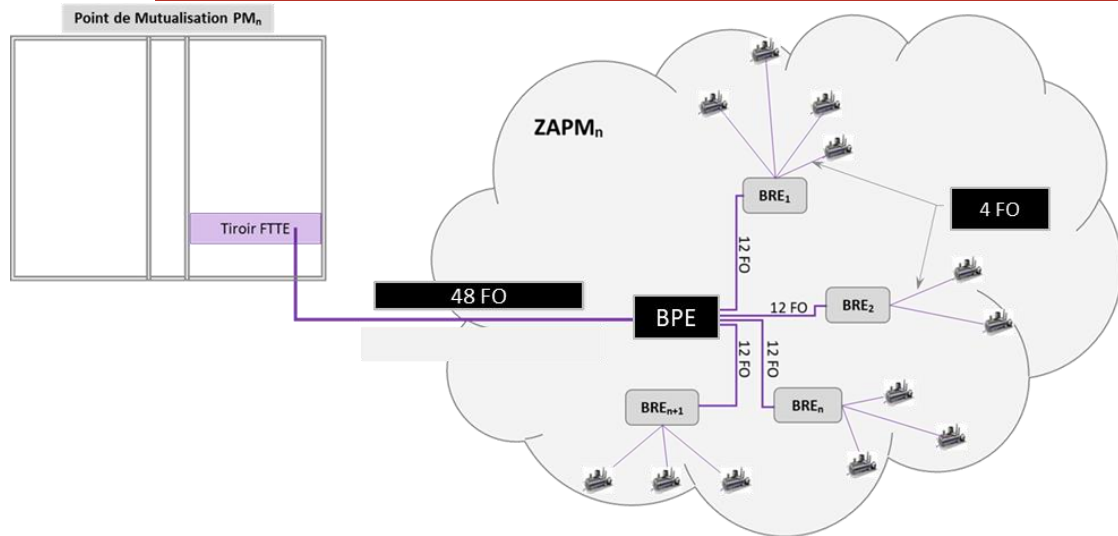 Point de Mutualisation PMn
ZAPMn
Tiroir FTTE
BRE1
4 FO
12 FO
48 FO
BPE
12 FO
BRE2
12 FO
12 FO
BREn+1
BREn